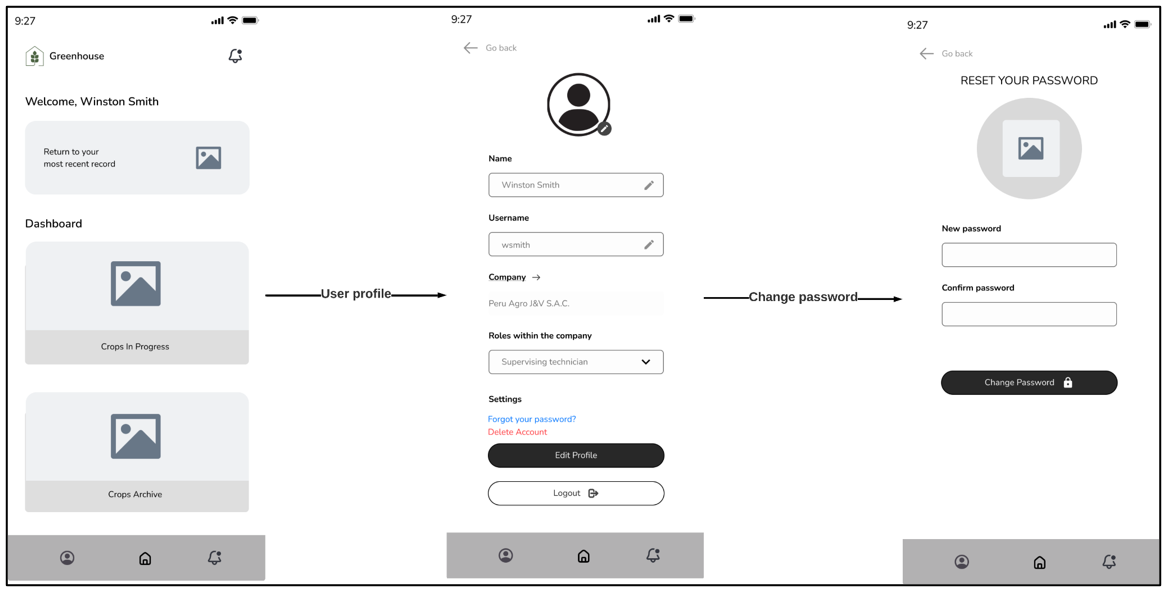 9:27
Greenhouse
Welcome, Winston Smith
Return to your
most recent record
Dashboard
Crops In Progress
Crops Archive
User profile
9:27
Go back
Name
Winston Smith
Username
wsmith
Company →
Peru Agro J&V S.A.C.
Roles within the company
Supervising technician
Settings
Forgot your password?
Delete Account
Edit Profile
Logout
Change password
9:27
Go back
RESET YOUR PASSWORD
New password
Confirm password
Change Password